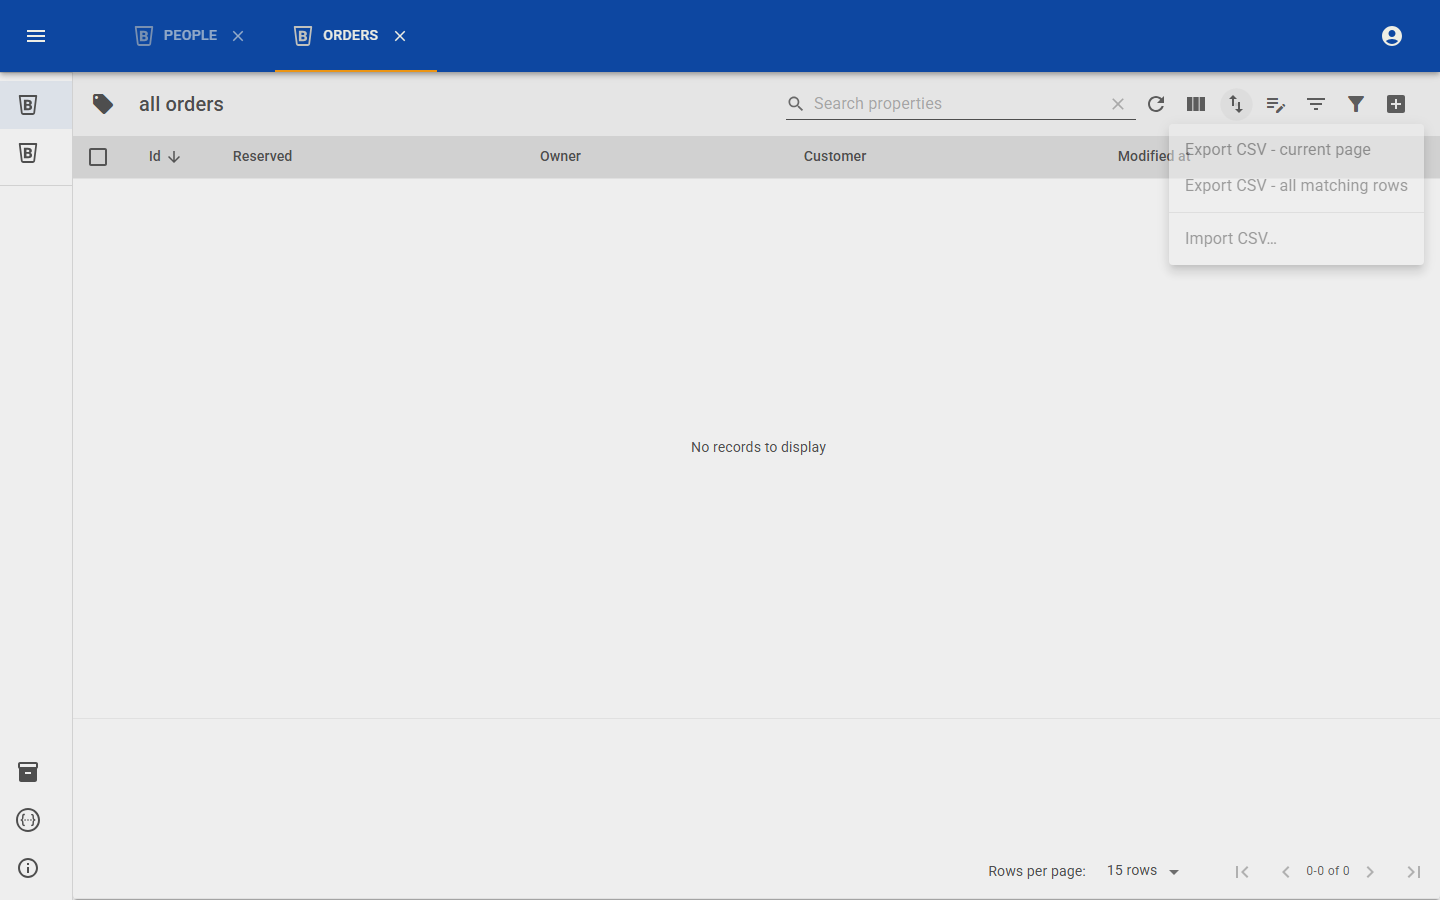 PEOPLE
ORDERS
all orders
Search properties
Id
Reserved
Owner
Customer
Modified at
Export CSV - current page
Export CSV - all matching rows
Import CSV...
No records to display
Rows per page:
15 rows
0-0 of 0